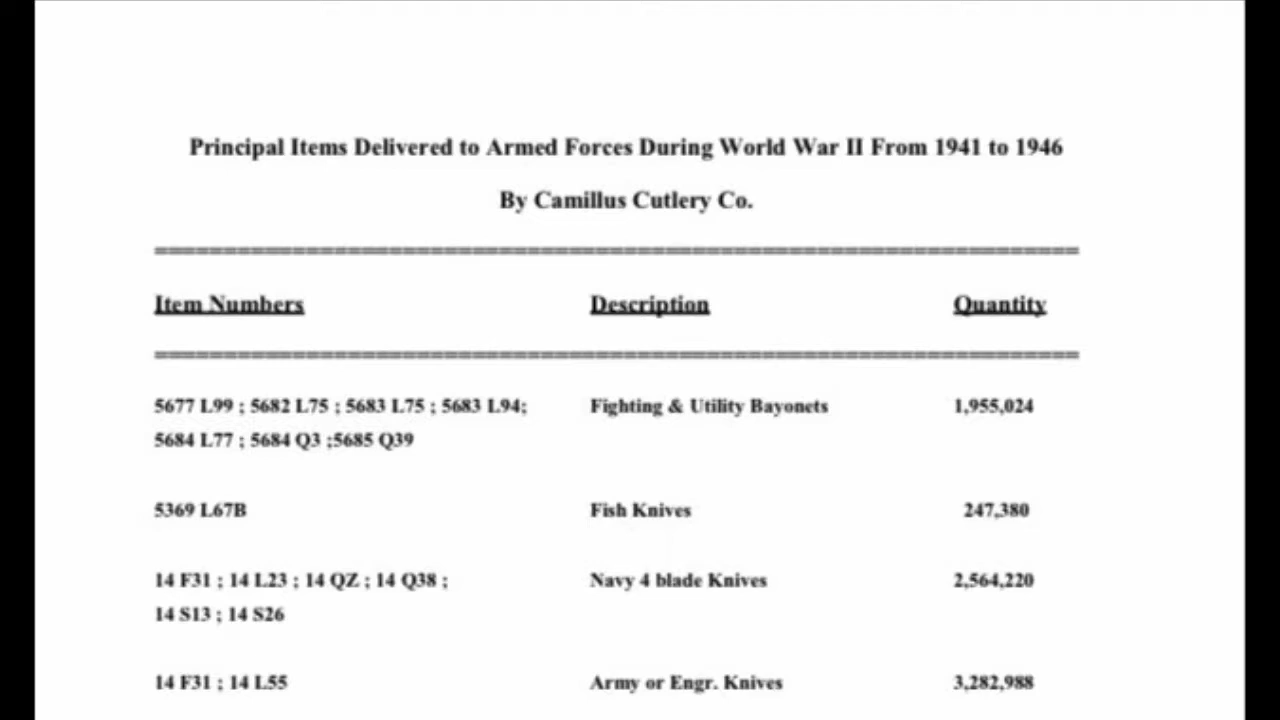 Principal Items Delivered to Armed Forces During World War II From 1941 to 1946
By Camillus Cutlery Co.
===================================================================
Item Numbers Description Quantity
===================================================================
5677 L99 ; 5682 L75 ; 5683 L75 ; 5683 L94; Fighting & Utility Bayonets 1,955,024
5684 L77 ; 5684 Q3 ;5685 Q39
5369 L67B Fish Knives 247,380
14 F31 ; 14 L23 ; 14 QZ ; 14 Q38 ; Navy 4 blade Knives 2,564,220
14 S13 ; 14 S26
14 F31 ; 14 L55 Army or Engr. Knives 3,282,988